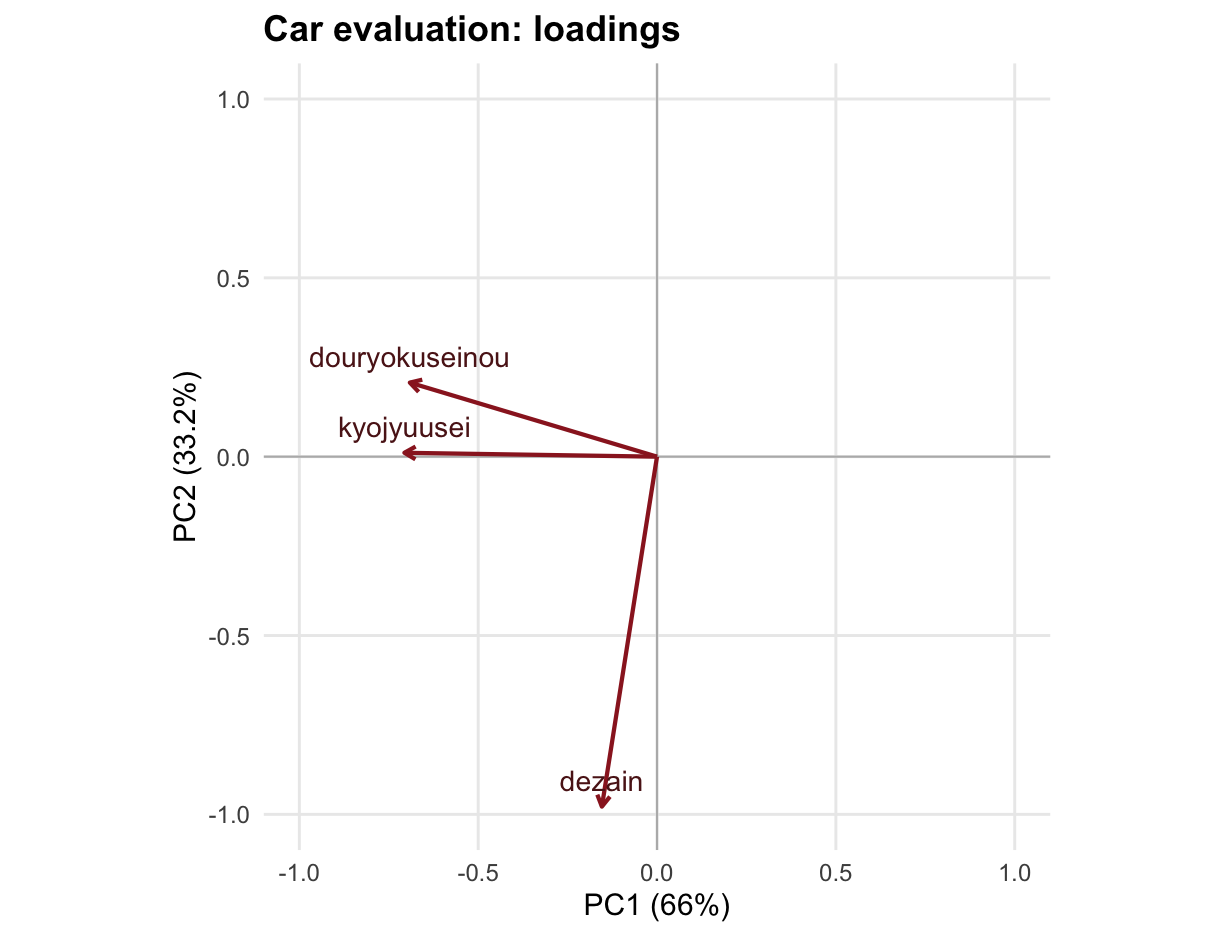 Car evaluation: loadings
1.0
0.5
douryokuseinou
kyojyuusei
0.0
-0.5
dezain
-1.0
PC2 (33.2%)
-1.0 -0.5 0.0 0.5 1.0
PC1 (66%)